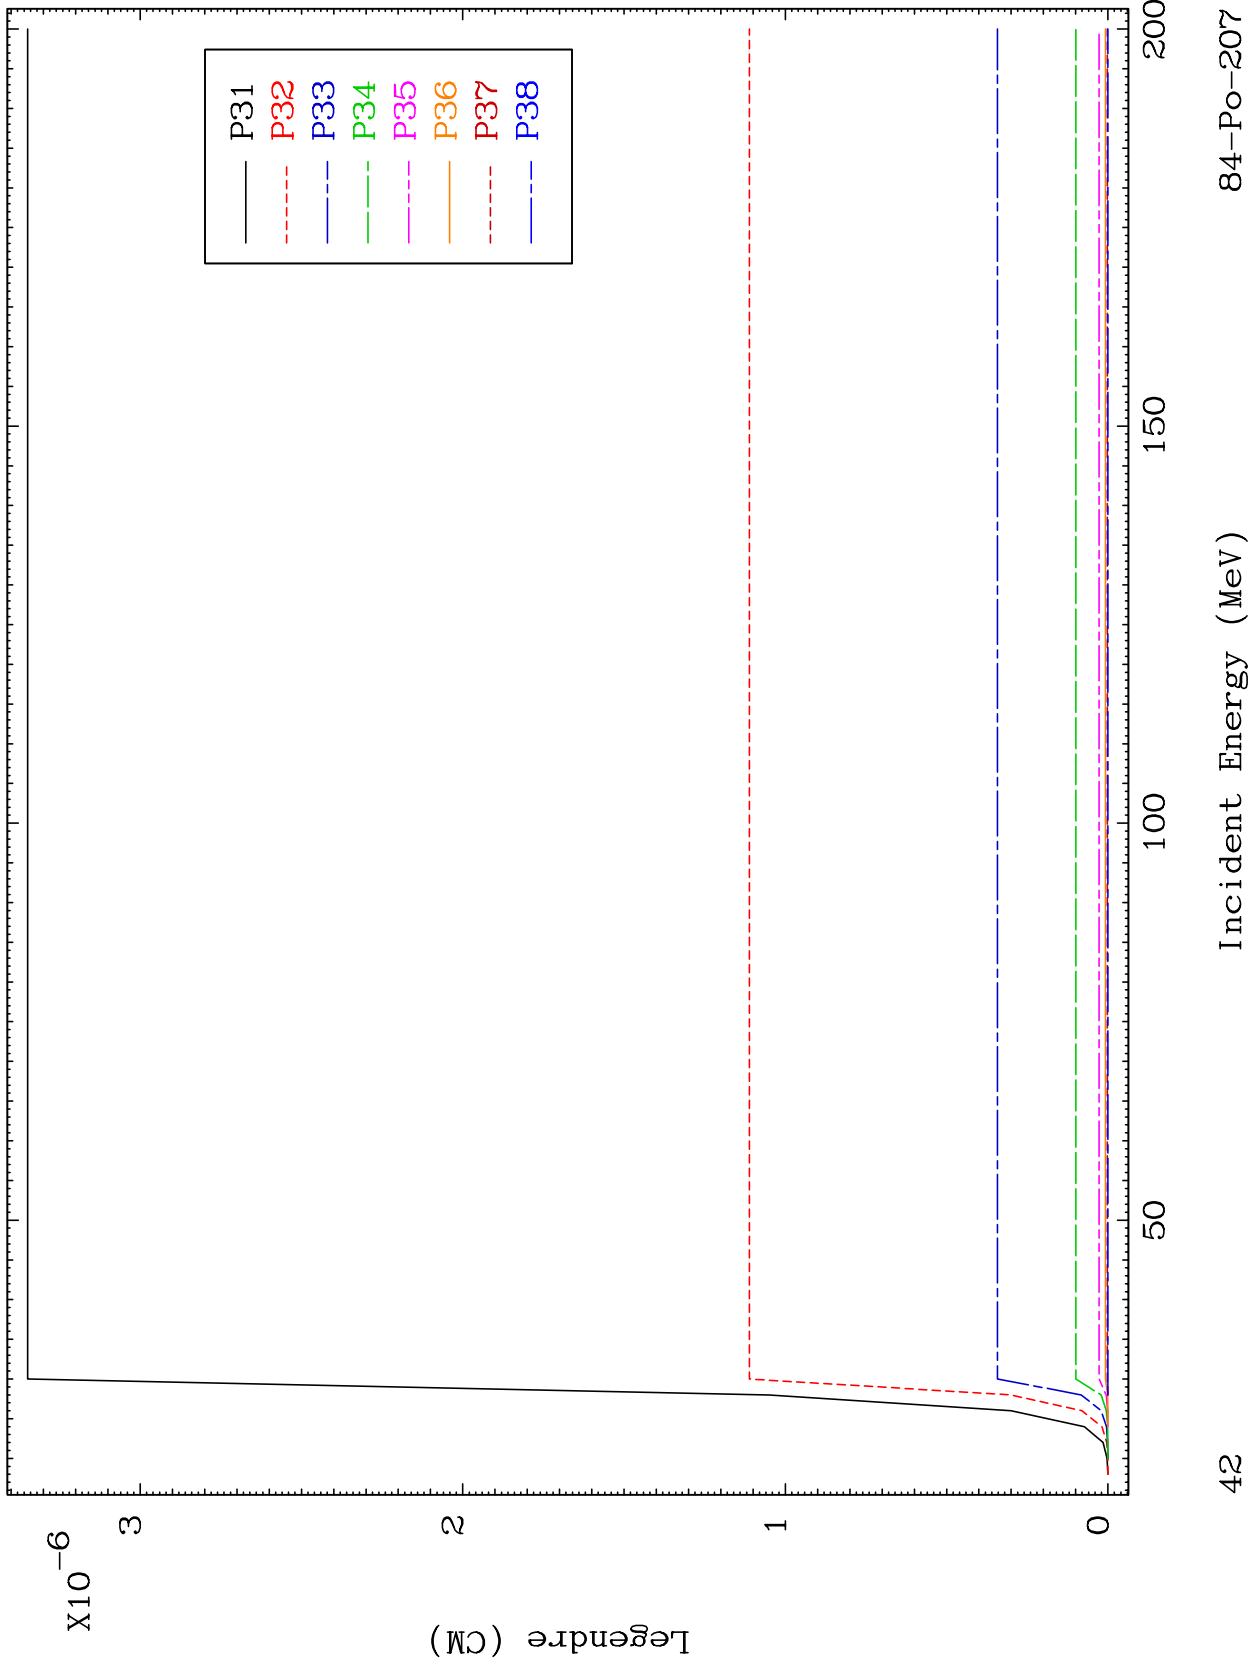 X10-6
3
2
1
0
Legendre (CM)
P31
P32
P33
P34
P35
P36
P37
P38
50
100
150
200
42
Incident Energy (MeV)
84-Po-207